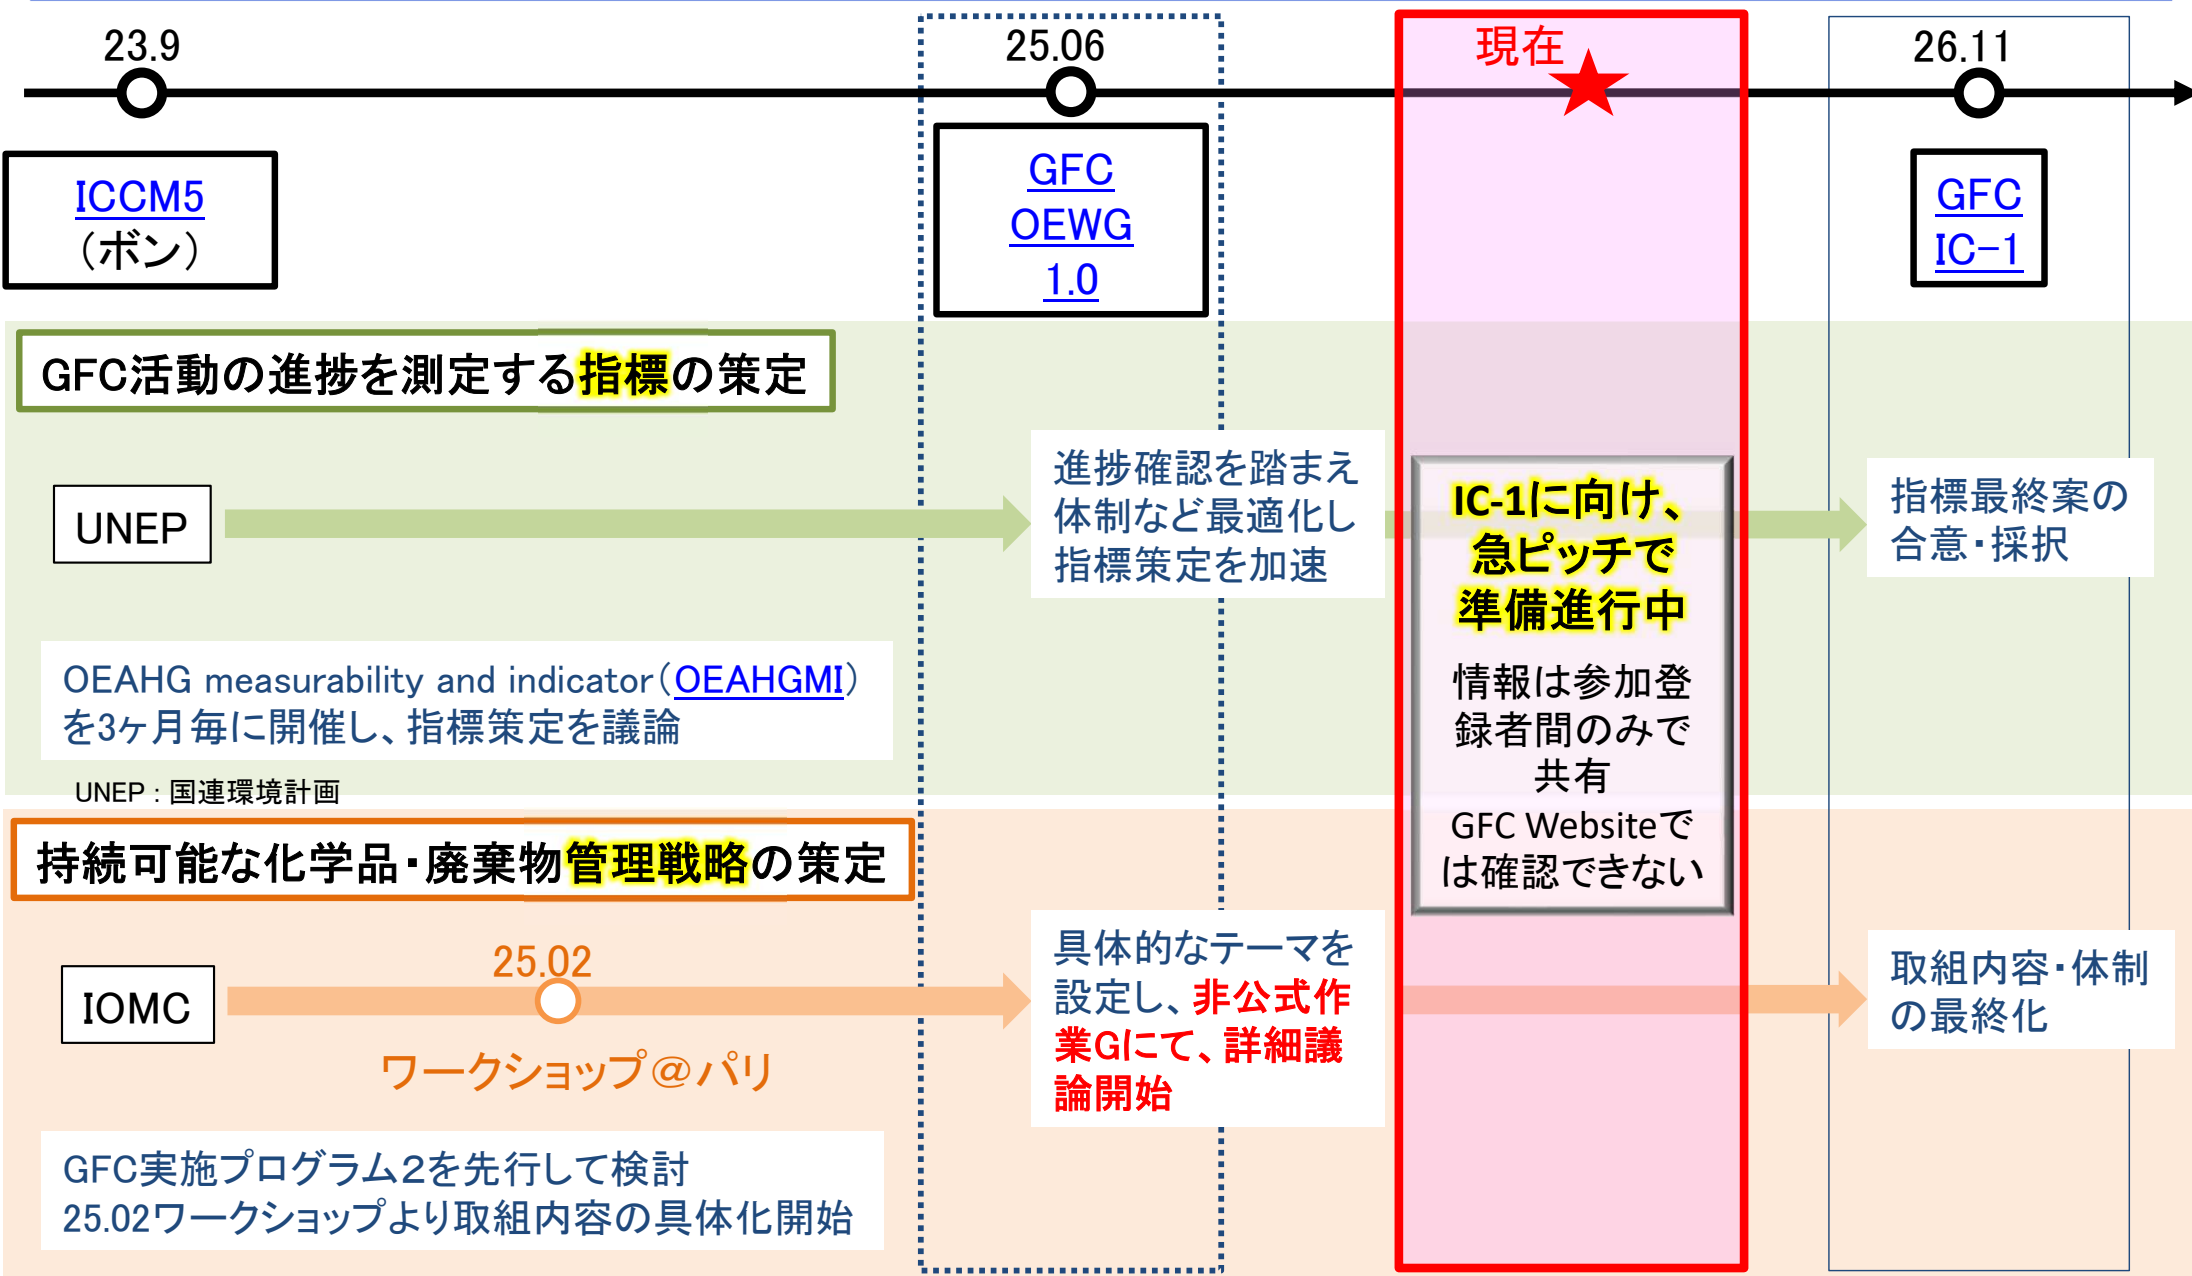 23.9
25.06
現在
26.11
ICCM5
（ボン）
GFC
OEWG
1.0
GFC
IC-1
GFC活動の進捗を測定する指標の策定
UNEP
進捗確認を踏まえ
体制など最適化し
指標策定を加速
IC-1に向け、
急ピッチで
準備進行中
情報は参加登
録者間のみで
共有
GFC Websiteで
は確認できない
指標最終案の
合意・採択
OEAHG measurability and indicator（OEAHGMI）
を3ヶ月毎に開催し、指標策定を議論
UNEP : 国連環境計画
持続可能な化学品・廃棄物管理戦略の策定
IOMC
25.02
ワークショップ＠パリ
具体的なテーマを
設定し、非公式作
業Gにて、詳細議
論開始
取組内容・体制
の最終化
GFC実施プログラム２を先行して検討
25.02ワークショップより取組内容の具体化開始